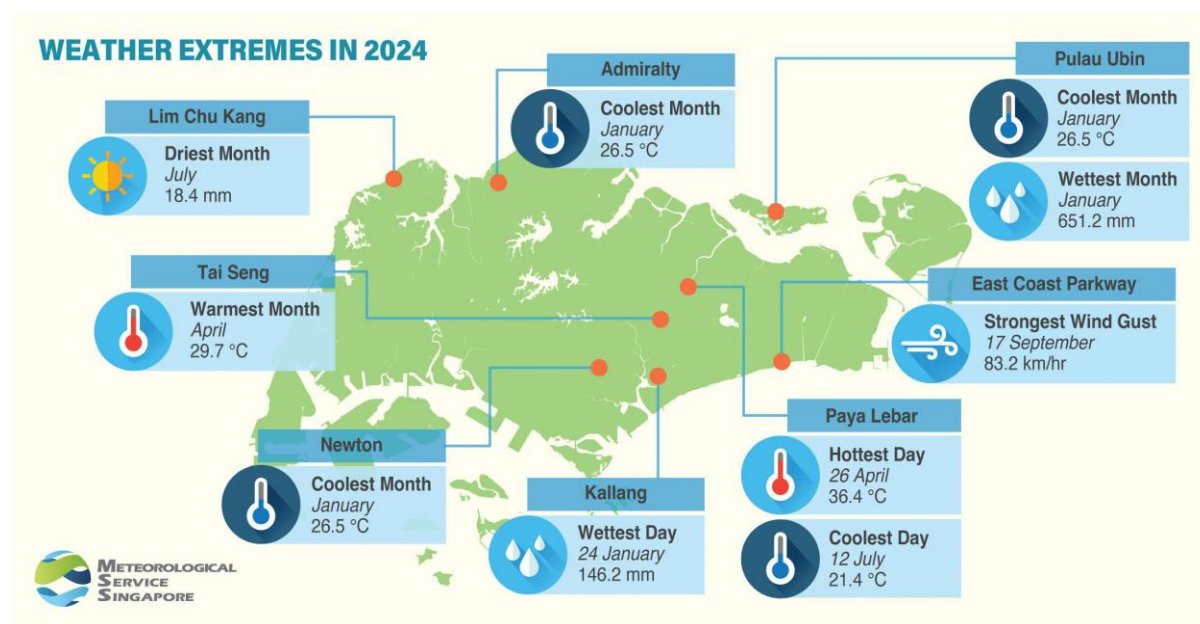 WEATHER EXTREMES IN 2024
Lim Chu Kang
Driest Month
July
18.4 mm
Admiralty
Coolest Month
January
26.5 °C
Pulau Ubin
Coolest Month
January
26.5 °C
Wettest Month
January
651.2 mm
Tai Seng
Warmest Month
April
29.7 °C
East Coast Parkway
Strongest Wind Gust
17 September
83.2 km/hr
Newton
Coolest Month
January
26.5 °C
Kallang
Wettest Day
24 January
146.2 mm
Paya Lebar
Hottest Day
26 April
36.4 °C
Coolest Day
12 July
21.4 °C
METEOROLOGICAL
SERVICE
SINGAPORE